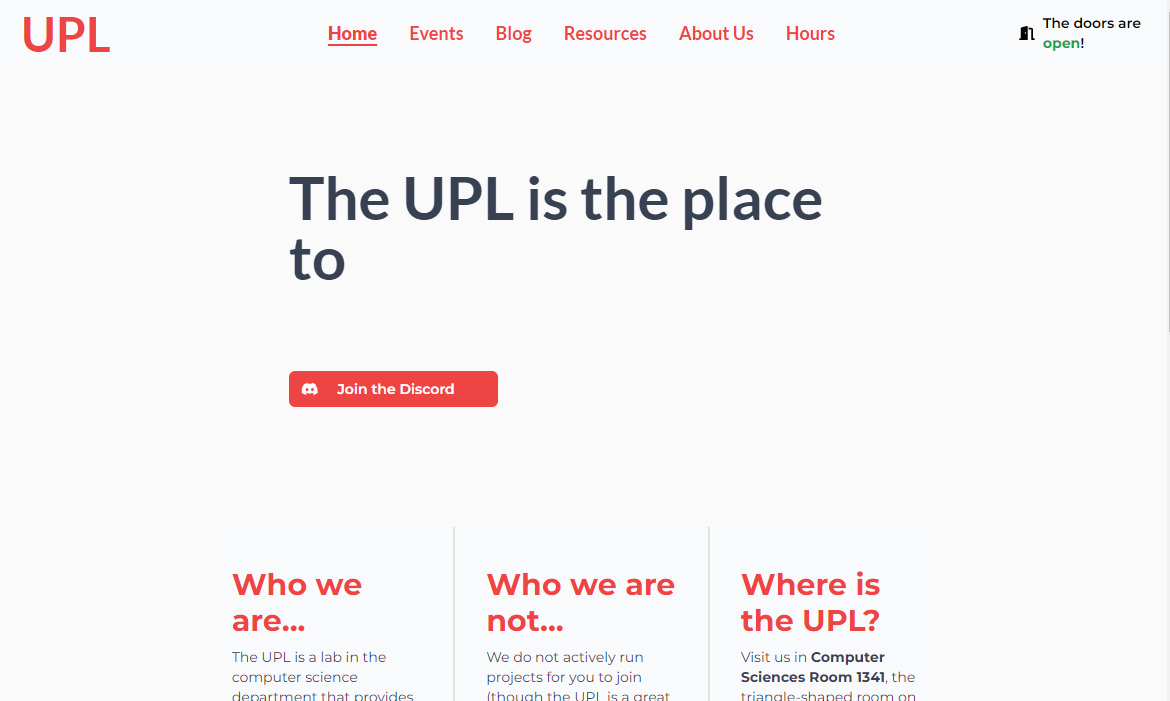 UPL
Home Events Blog Resources About Us Hours
The doors are
open!
The UPL is the place
to
Join the Discord
Who we
are...
The UPL is a lab in the
computer science
department that provides
Who we are
not...
We do not actively run
projects for you to join
(though the UPL is a great
Where is
the UPL?
Visit us in Computer
Sciences Room 1341, the
triangle-shaped room on